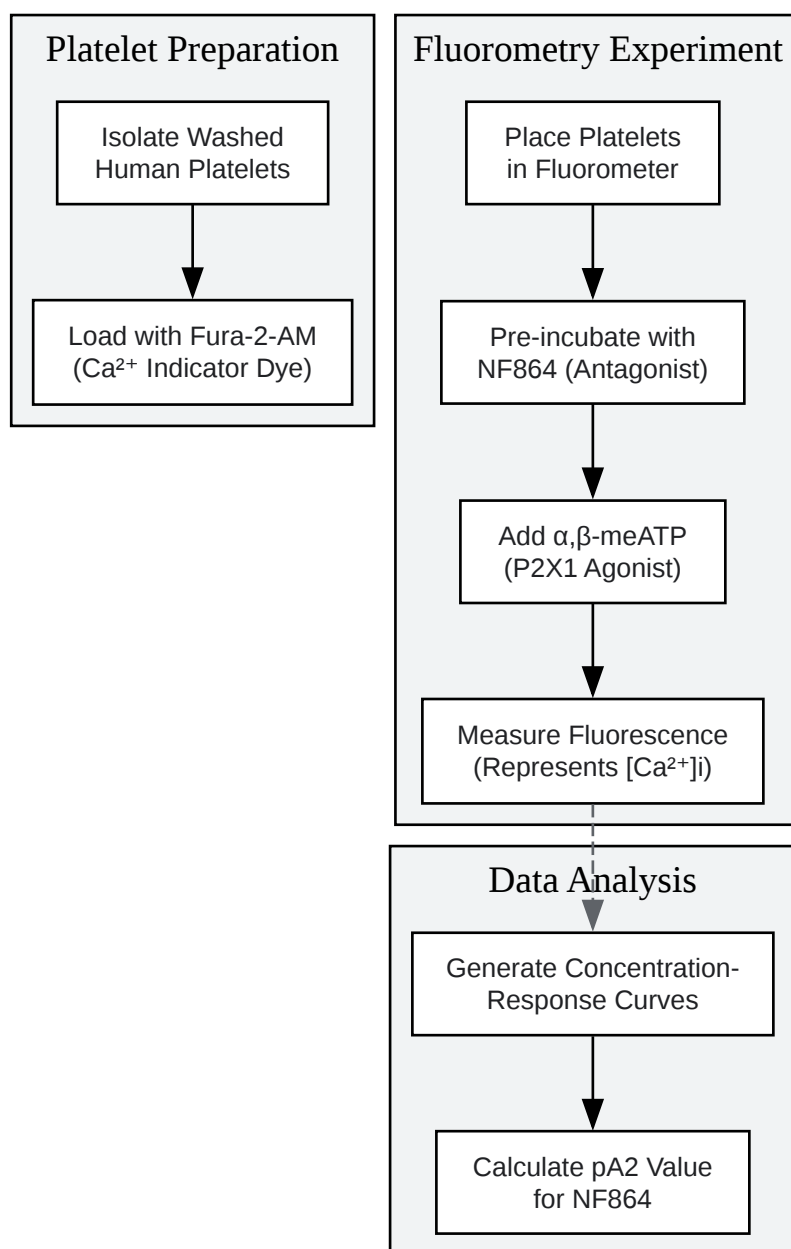 Platelet Preparation
Isolate Washed
Human Platelets
Load with Fura-2-AM
(Ca²⁺ Indicator Dye)
Fluorometry Experiment
Place Platelets
in Fluorometer
Pre-incubate with
NF864 (Antagonist)
Add α,β-meATP
(P2X1 Agonist)
Measure Fluorescence
(Represents [Ca²⁺]i)
Data Analysis
Generate Concentration-
Response Curves
Calculate pA2 Value
for NF864